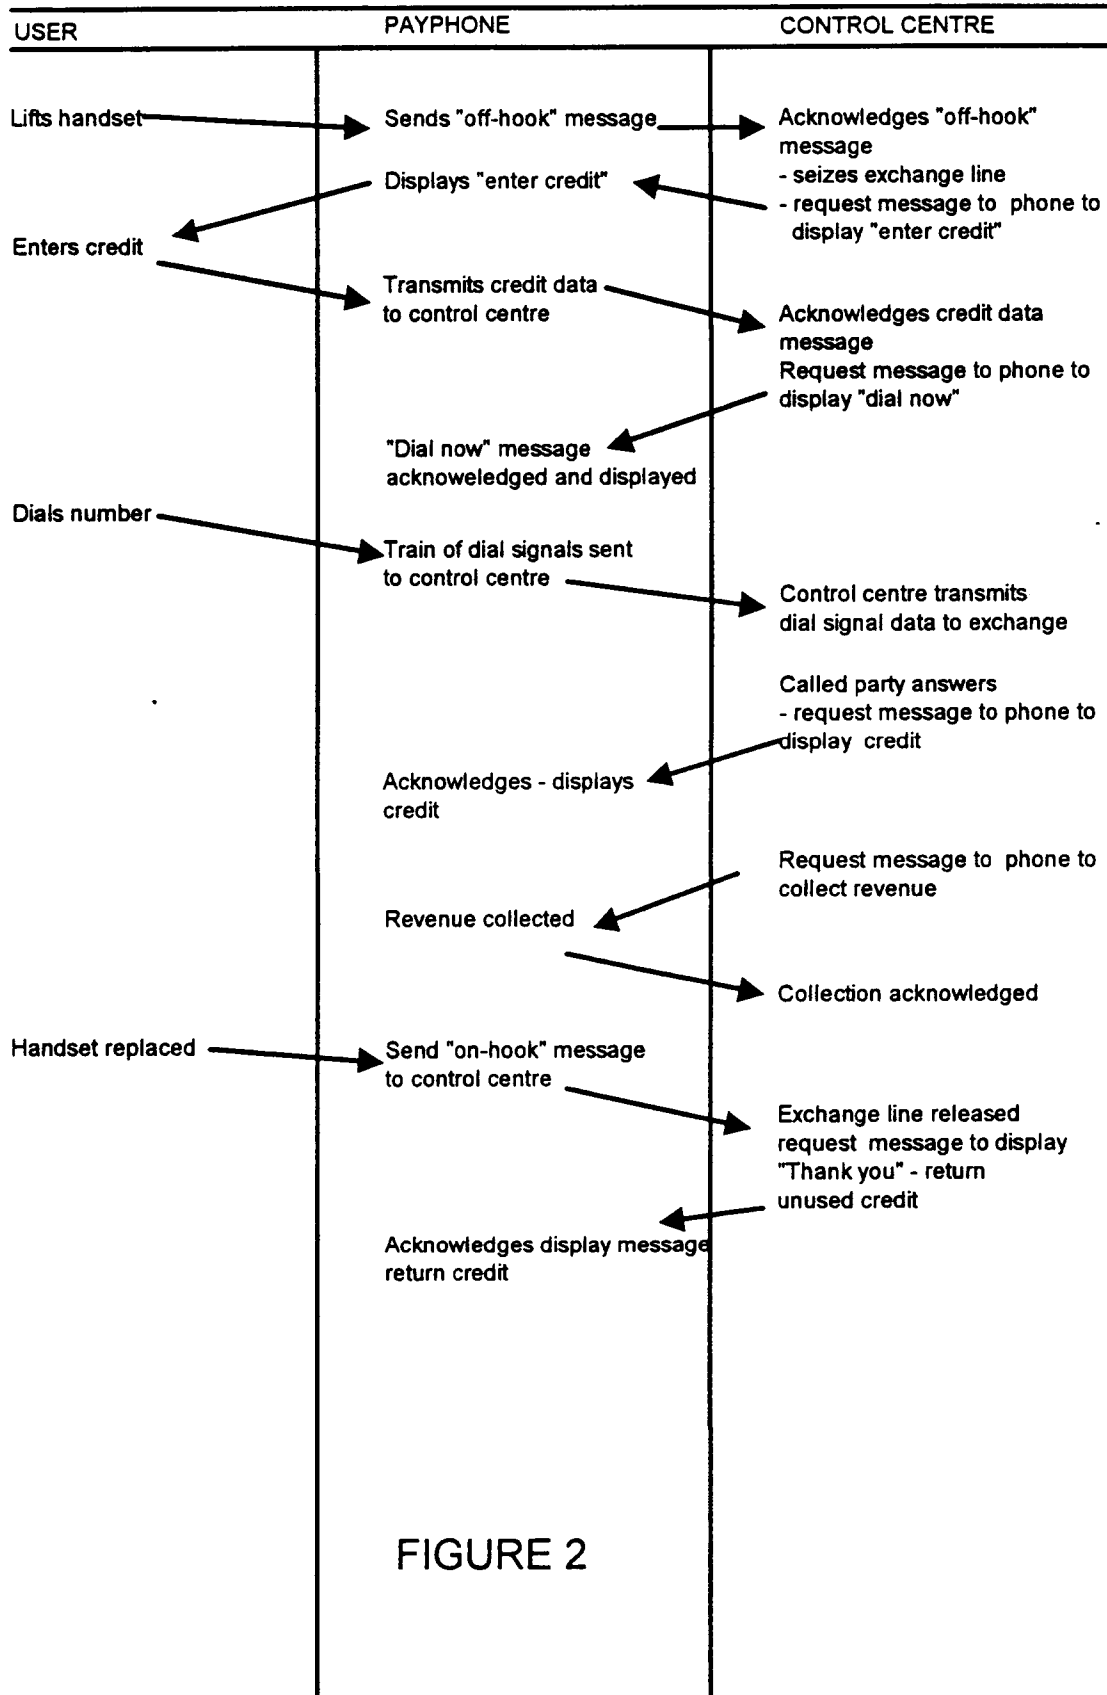 USER PAYPHONE CONTROL CENTRE
Lifts handset
Sends "off-hook" message
Acknowledges "off-hook"
message
- seizes exchange line
- request message to phone to
display "enter credit"
Displays "enter credit"
Enters credit
Transmits credit data
to control centre
Acknowledges credit data
message
Request message to phone to
display "dial now"
"Dial now" message
acknoweledged and displayed
Dials number
Train of dial signals sent
to control centre
Control centre transmits
dial signal data to exchange
Called party answers
- request message to phone to
display credit
Acknowledges - displays
credit
Request message to phone to
collect revenue
Revenue collected
Collection acknowledged
Handset replaced
Send "on-hook" message
to control centre
Exchange line released
request message to display
"Thank you" - return
unused credit
Acknowledges display message
return credit
FIGURE 2